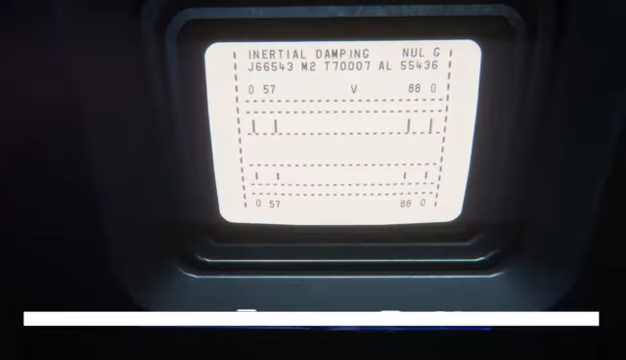 INERTIAL DAMPING NUL G
J66543 M2 T70007 AL 55436
0 57 V 88 0
0 57 88 0